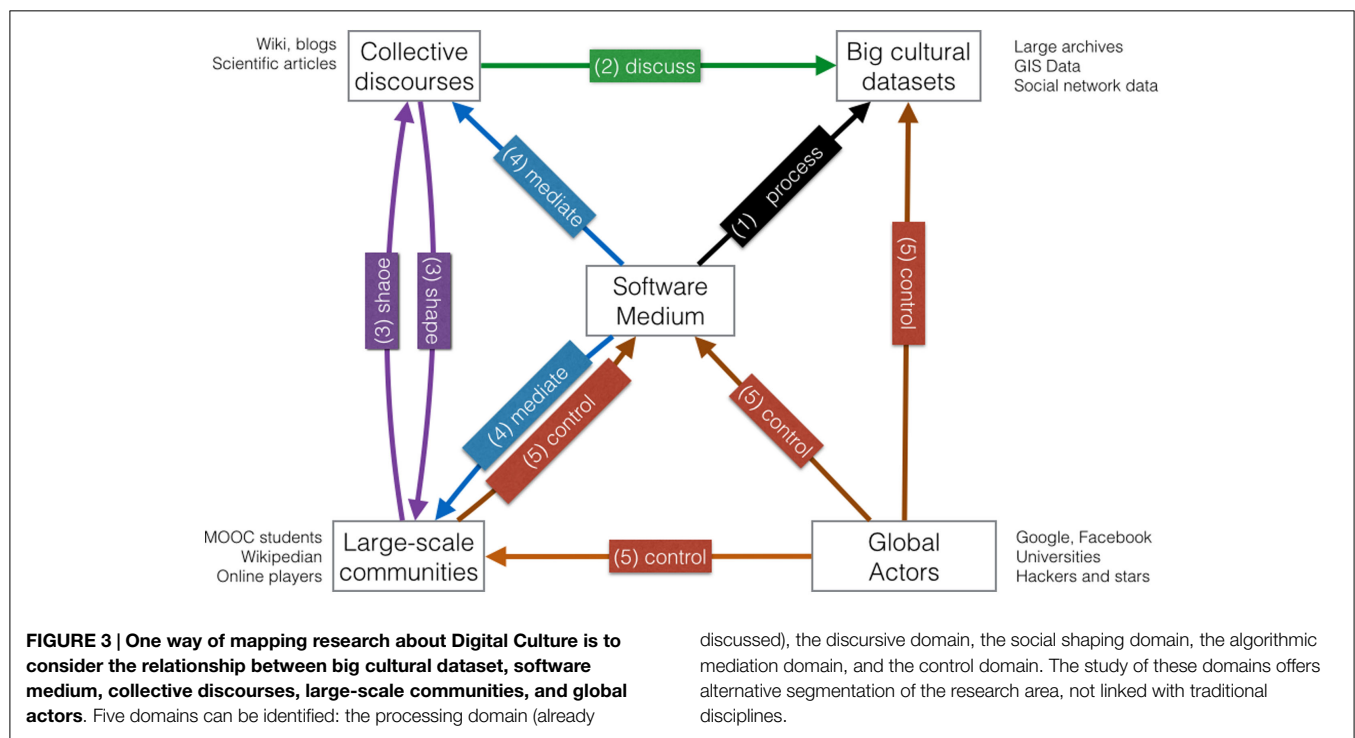 Wiki, blogs
Scientific articles
Collective
discourses
(2) discuss
Big cultural
datasets
Large archives
GIS Data
Social network data
(4) mediate
(1) process
(3) shaoe
(3) shape
(5) control
Software
Medium
(4) mediate
(5) control
(5) control
MOOC students
Wikipedian
Online players
Large-scale
communities
(5) control
Global
Actors
Google, Facebook
Universities
Hackers and stars
FIGURE 3 | One way of mapping research about Digital Culture is to
consider the relationship between big cultural dataset, software
medium, collective discourses, large-scale communities, and global
actors. Five domains can be identified: the processing domain (already
discussed), the discursive domain, the social shaping domain, the algorithmic
mediation domain, and the control domain. The study of these domains offers
alternative segmentation of the research area, not linked with traditional
disciplines.